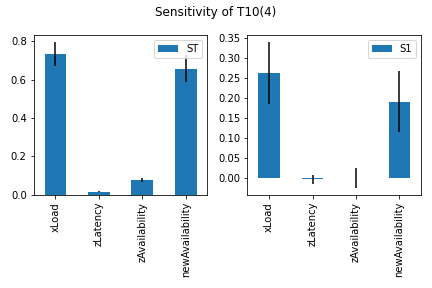 Sensitivity of T10(4)
ST
0.8
0.6
0.4
0.2
0.0
xLoad
zLatency
zAvailability
newAvailability
S1
0.35
0.30
0.25
0.20
0.15
0.10
0.05
0.00
xLoad
zLatency
zAvailability
newAvailability